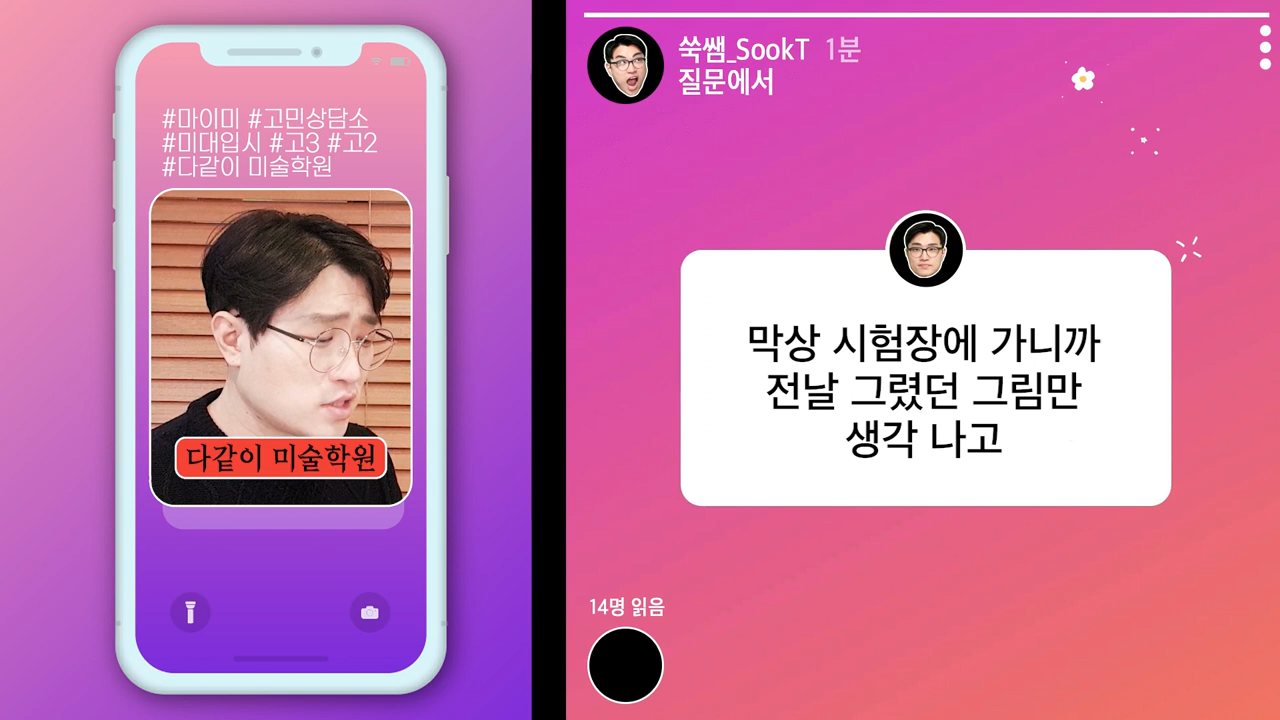 #마이미 #고민상담소
#미대입시 #고3 #고2
#다같이 미술학원
다같이 미술학원
쑥쌤_SookT 1분
질문에서
막상 시험장에 가니까
전날 그렸던 그림만
생각 나고
14명 읽음